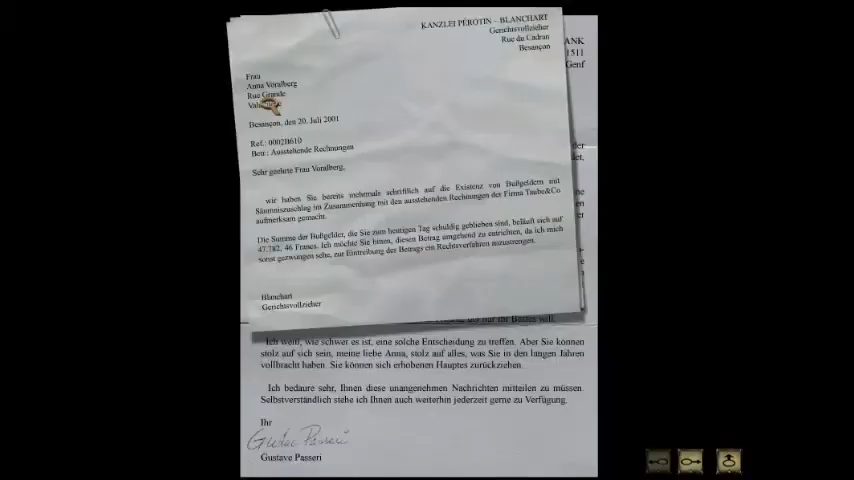 KANZLEI PÉROTIN – BLANCHART
Gerichtsvollzieher
Rue du Cadran
Besançon
ANK
1511
Genf
Frau
Anna Voralberg
Rue Grande
Besançon, den 20. Juli 2001
Ref.: 0002B610
Betr.: Ausstehende Rechnungen
Sehr geehrte Frau Voralberg,
wir haben Sie bereits mehrmals schriftlich auf die Existenz von Bußgeldern mit
Säumniszuschlag im Zusammenhang mit den ausstehenden Rechnungen der Firma Taube&Co
aufmerksam gemacht.
Die Summe der Bußgelder, die Sie zum heutigen Tag schuldig geblieben sind, beläuft sich auf
47.782, 46 Francs. Ich möchte Sie bitten, diesen Betrag umgehend zu entrichten, da ich mich
sonst gezwungen sehe, zur Eintreibung des Betrags ein Rechtsverfahren anzustrengen.
Blanchart
Gerichtsvollzieher
nur Ihr Bestes will.
Ich weiß, wie schwer es ist, eine solche Entscheidung zu treffen. Aber Sie können
stolz auf sich sein, meine liebe Anna, stolz auf alles, was Sie in den langen Jahren
vollbracht haben. Sie können sich erhobenen Hauptes zurückziehen.
Ich bedaure sehr, Ihnen diese unangenehmen Nachrichten mitteilen zu müssen.
Selbstverständlich stehe ich Ihnen auch weiterhin jederzeit gerne zu Verfügung.
Ihr
Gustave Passeri
Gustave Passeri